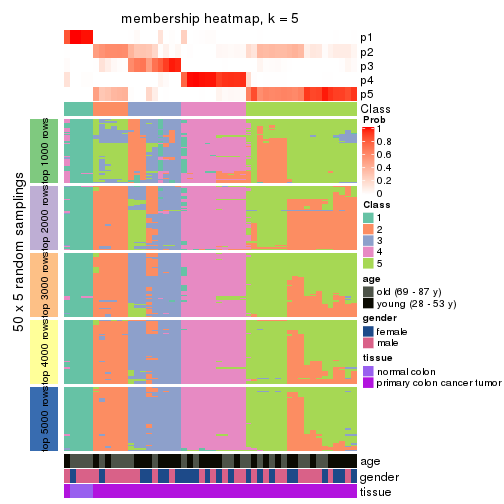 membership heatmap, k = 5
p1
p2
p3
p4
p5
Class
50 x 5 random samplings
top 1000 rows
top 2000 rows
top 3000 rows
top 4000 rows
top 5000 rows
Prob
1
0.8
0.6
0.4
0.2
0
Class
1
2
3
4
5
age
old (69 - 87 y)
young (28 - 53 y)
gender
female
male
tissue
normal colon
primary colon cancer tumor
age
gender
tissue